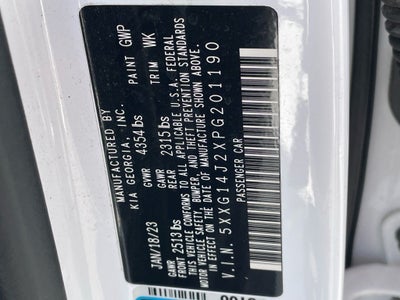 MANUFACTURED BY
KIA GEORGIA, INC.
PAINT GWP
JAN/18/23
GVWR
4354 lbs
TRIM WK
GAWR
FRONT 2513 lbs
GAWR
REAR 2315 lbs
THIS VEHICLE CONFORMS TO ALL APPLICABLE U.S.A. FEDERAL
MOTOR VEHICLE SAFETY, BUMPER, AND THEFT PREVENTION STANDARDS
IN EFFECT ON THE DATE OF MANUFACTURE SHOWN ABOVE.
V.I.N. 5XXG14J2XPG201190
PASSENGER CAR